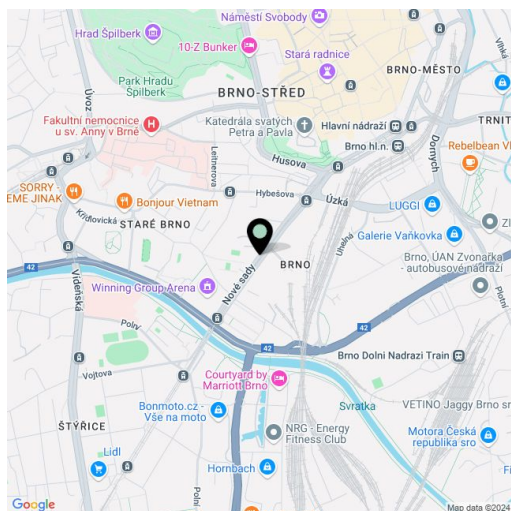 Náměstí Svobody
Hrad Špilberk
10-Z Bunker
Stará radnice
BRNO-MĚSTO
Vlhká
Park Hradu
Špilberk
BRNO-STŘED
Úvoz
Fakultní nemocnice
u sv. Anny v Brně
Katedrála svatých
Petra a Pavla
Hlavní nádraží
Brno hl.n.
TRNIT
Dornych
Rebelbean Vl
Leitnerova
Husova
SORRY -
EME JINAK
Bonjour Vietnam
Hybešova
Úzká
LUGGI
Křídlovická
STARÉ BRNO
Uhelná
Galerie Vaňkovka
Zl
Brno, ÚAN Zvonařka
- autobusové nádraží
42
Vídeňská
Winning Group Arena
Nové sady
BRNO
Plotní
Polní
42
42
Brno Dolni Nadrazi Train
Vojtova
Courtyard by
Marriott Brno
Svratka
VETINO Jaggy Brno sr
Bonmoto.cz -
Vše na moto
ŠTÝŘICE
NRG - Energy
Fitness Club
Motora Česká
republika sro
Lidl
Hornbach
Polní
Fi
Google
Map data ©2024